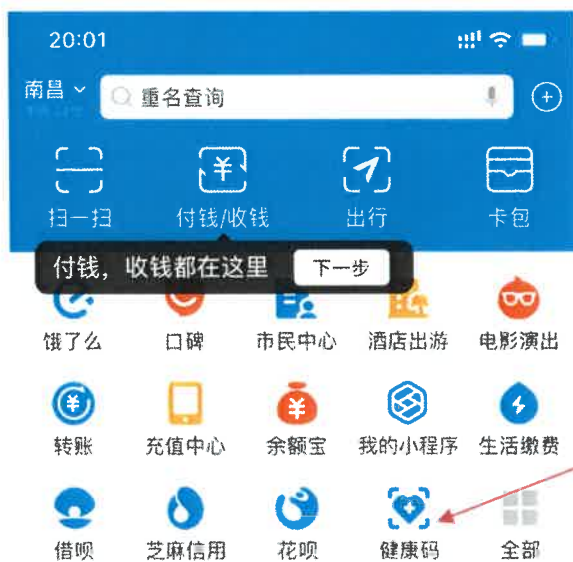 20:01
南昌
重名查询
扫一扫 付钱/收钱 出行 卡包
付钱，收钱都在这里 下一步
饿了么 口碑 市民中心 酒店出游 电影演出
转账 充值中心 余额宝 我的小程序 生活缴费
借呗 芝麻信用 花呗 健康码 全部